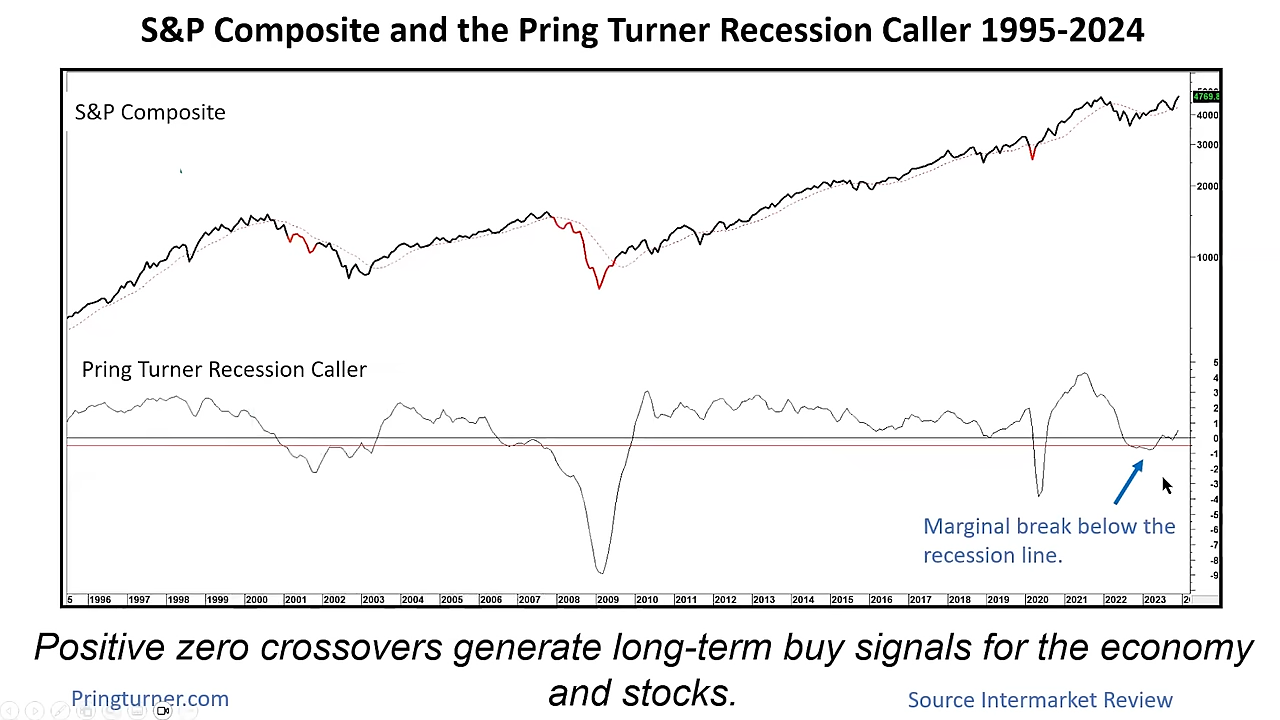 S&P Composite and the Pring Turner Recession Caller 1995-2024
S&P Composite
4769.8
4000
3000
2000
1000
Pring Turner Recession Caller
5
4
3
2
1
0
-1
-2
-3
-4
-5
-6
-7
-8
-9
Marginal break below the
recession line.
5 1996 1997 1998 1999 2000 2001 2002 2003 2004 2005 2006 2007 2008 2009 2010 2011 2012 2013 2014 2015 2016 2017 2018 2019 2020 2021 2022 2023
Positive zero crossovers generate long-term buy signals for the economy
and stocks.
Pringturner.com
Source Intermarket Review